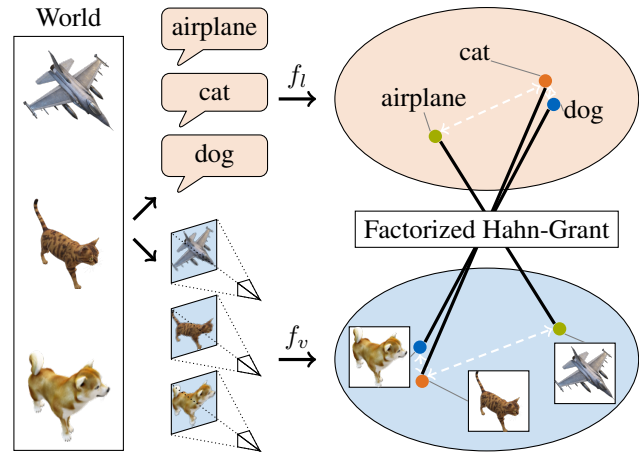 World
airplane
cat
dog
f_l
cat
airplane
dog
Factorized Hahn-Grant
f_v